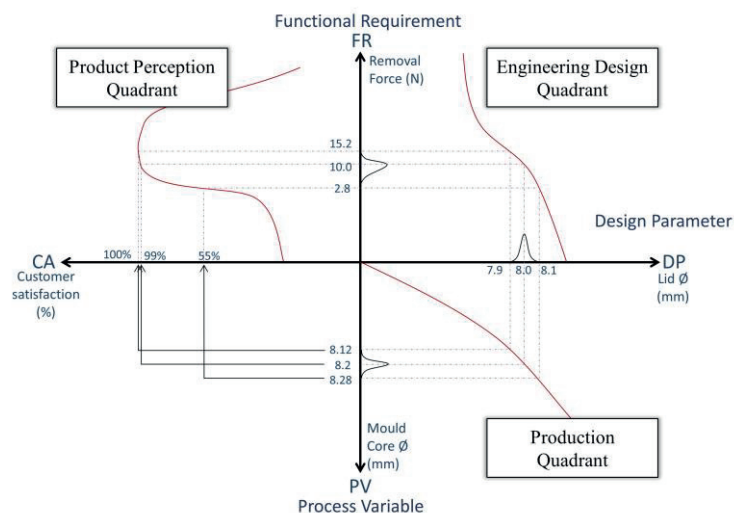 Functional Requirement
FR
Removal
Force (N)
Product Perception
Quadrant
Engineering Design
Quadrant
15.2
10.0
2.8
Design Parameter
100% 99% 55%
CA
Customer
satisfaction
(%)
7.9 8.0 8.1
DP
Lid Ø
(mm)
8.12
8.2
8.28
Mould
Core Ø
(mm)
Production
Quadrant
PV
Process Variable